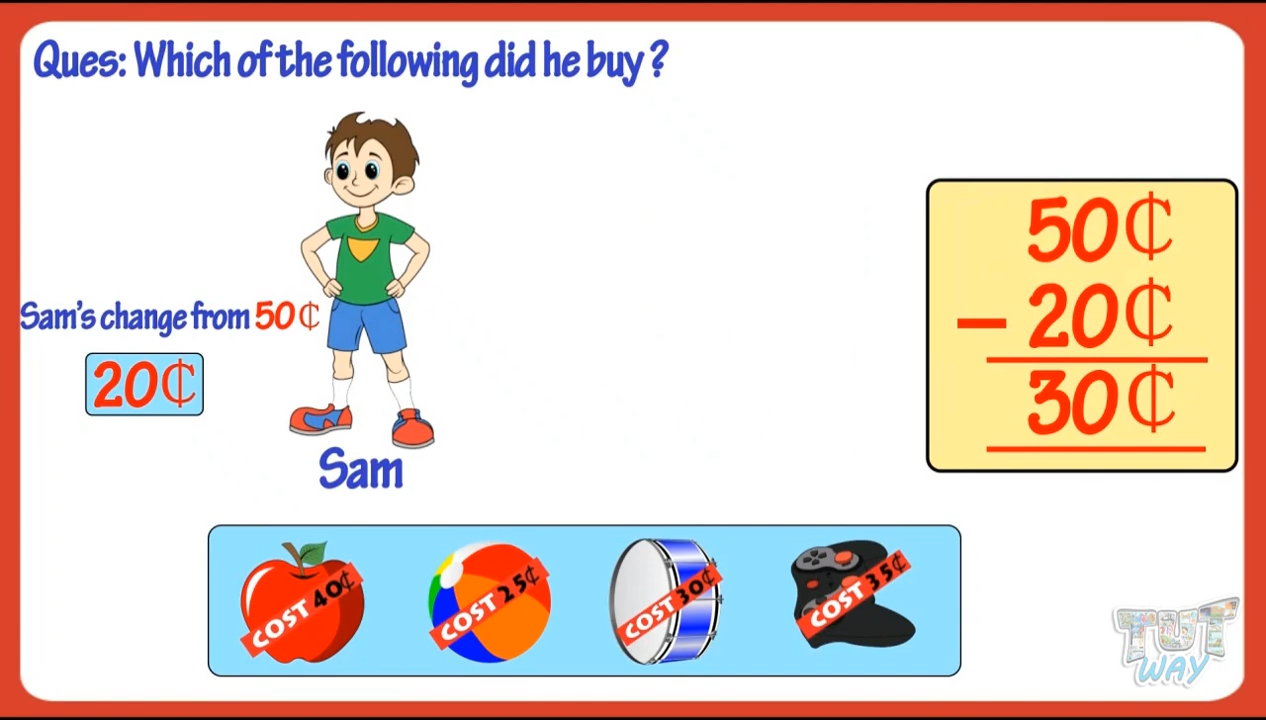 Ques: Which of the following did he buy?
Sam's change from 50₵
20₵
Sam
50₵
− 20₵
30₵
COST 40₵
COST 25₵
COST 30₵
COST 35₵
TUT
WAY